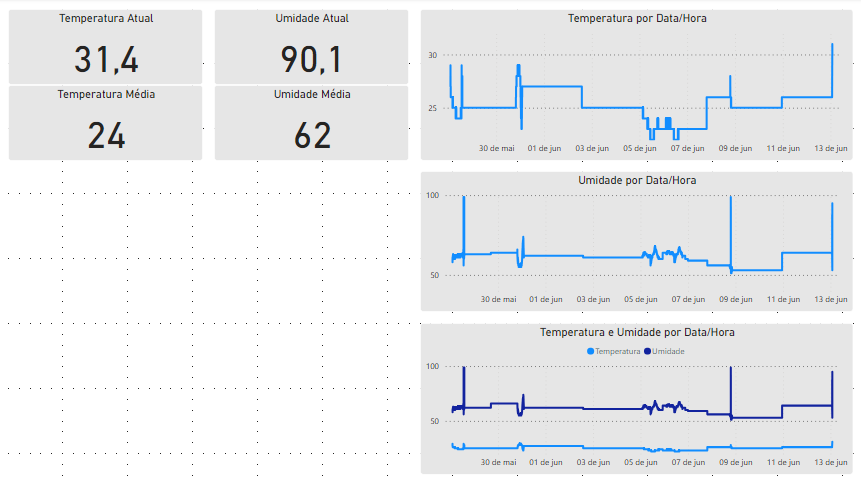 Temperatura Atual
31,4
Umidade Atual
90,1
Temperatura Média
24
Umidade Média
62
Temperatura por Data/Hora
30
25
30 de mai 01 de jun 03 de jun 05 de jun 07 de jun 09 de jun 11 de jun 13 de jun
Umidade por Data/Hora
100
50
30 de mai 01 de jun 03 de jun 05 de jun 07 de jun 09 de jun 11 de jun 13 de jun
Temperatura e Umidade por Data/Hora
Temperatura Umidade
100
50
30 de mai 01 de jun 03 de jun 05 de jun 07 de jun 09 de jun 11 de jun 13 de jun